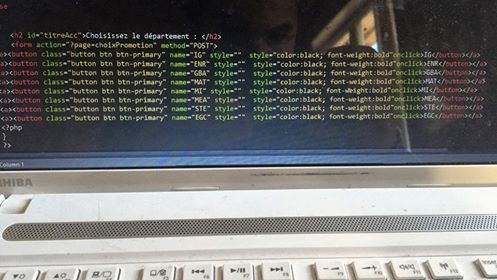 se
<h2 id="titreAcc">Choisissez le département : </h2>
<form action="?page=choixPromotion" method="POST">
a><button class="button btn btn-primary" name="IG" style="" style="color:black; font-weight:bold"onclick>IG</button></a>
a><button class="button btn btn-primary" name="ENR" style="" style="color:black; font-weight:bold"onclick>ENR</button></a>
a><button class="button btn btn-primary" name="GBA" style="" style="color:black; font-weight:bold"onclick>GBA</button></a>
a><button class="button btn btn-primary" name="MAT" style="" style="color:black; font-weight:bold"onclick>MAT</button></a>
<a><button class="button btn btn-primary" name="MI" style="" style="color:black; font-weight:bold"onclick>MI</button></a>
<a><button class="button btn btn-primary" name="MEA" style="" style="color:black; font-weight:bold"onclick>MEA</button></a>
<a><button class="button btn btn-primary" name="STE" style="" style="color:black; font-weight:bold"onclick>STE</button></a>
<a><button class="button btn btn-primary" name="EGC" style="" style="color:black; font-weight:bold"onclick>EGC</button></a>
<?php
}
?>
Column 1
HIBA